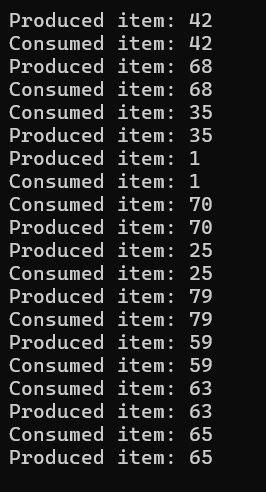 Produced item: 42
Consumed item: 42
Produced item: 68
Consumed item: 68
Consumed item: 35
Produced item: 35
Produced item: 1
Consumed item: 1
Consumed item: 70
Produced item: 70
Produced item: 25
Consumed item: 25
Produced item: 79
Consumed item: 79
Produced item: 59
Consumed item: 59
Consumed item: 63
Produced item: 63
Consumed item: 65
Produced item: 65